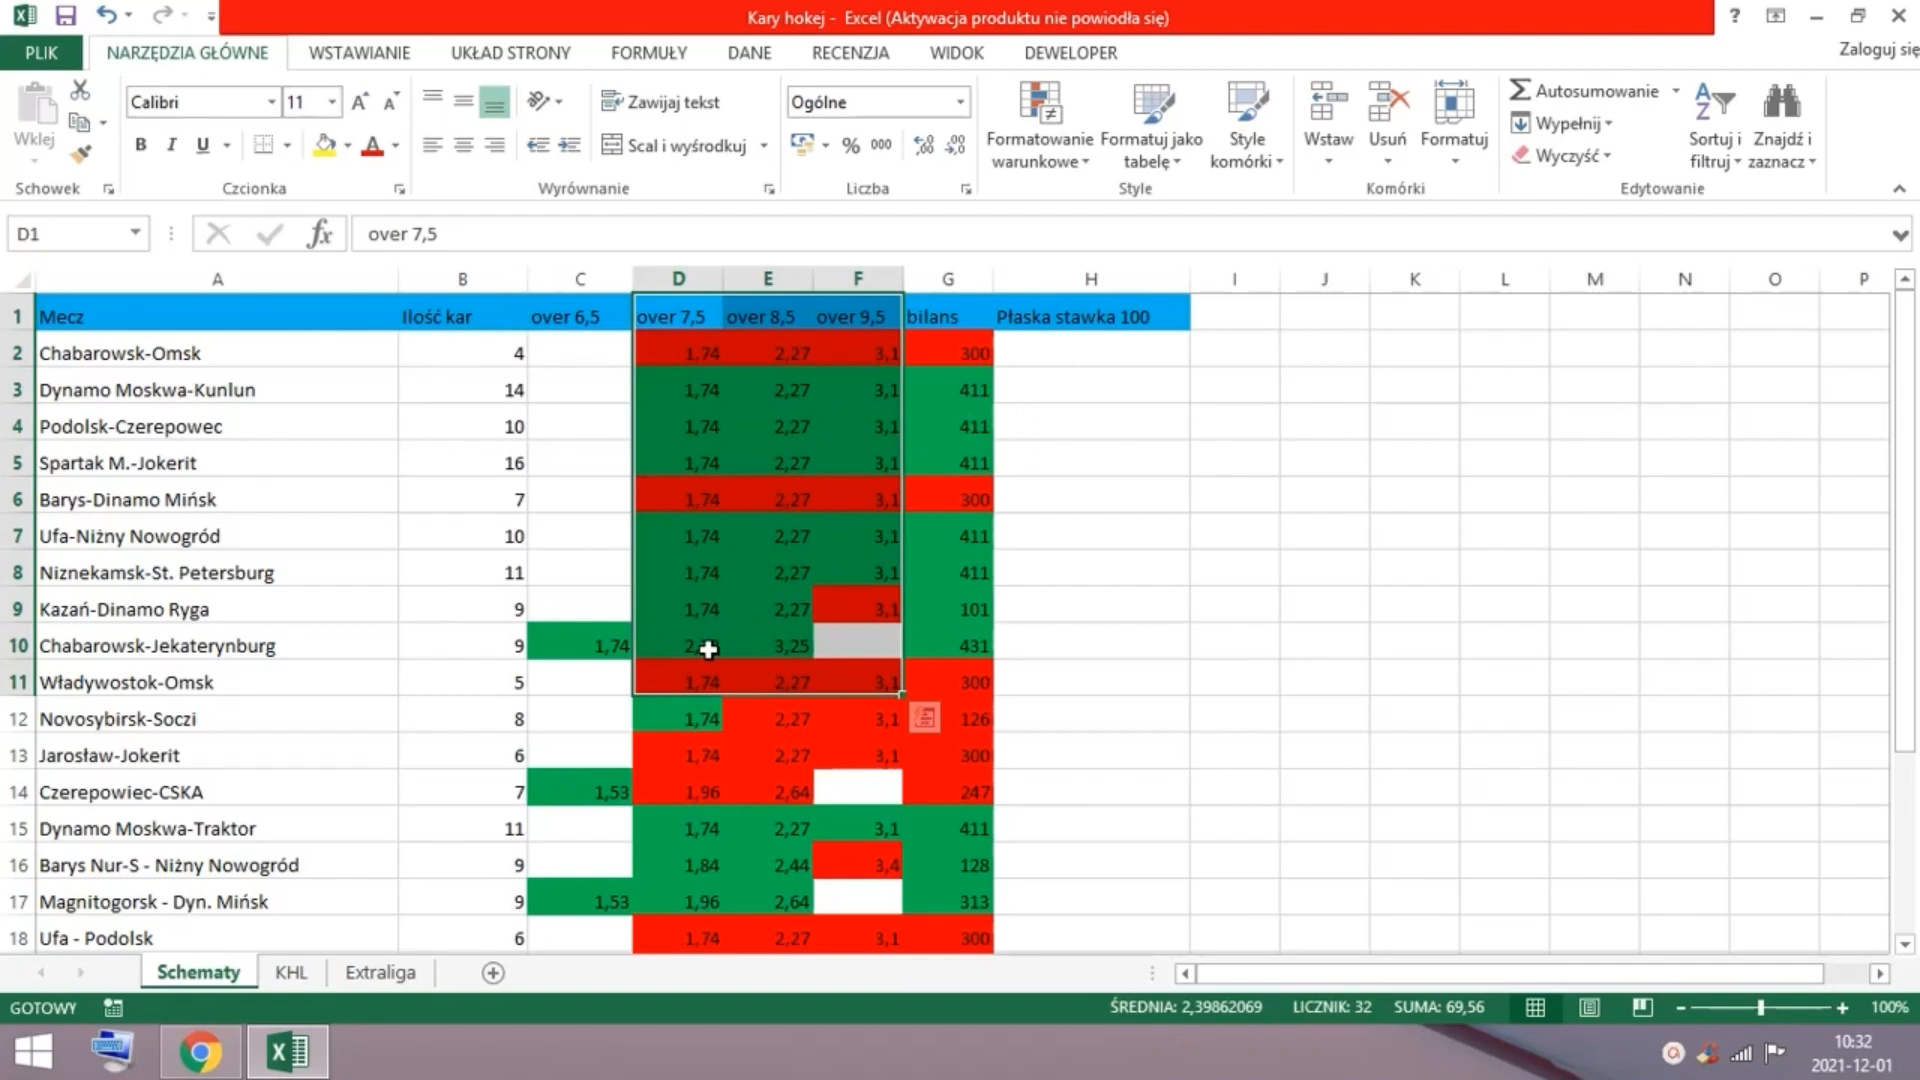 Kary hokej - Excel (Aktywacja produktu nie powiodła się)
PLIK NARZĘDZIA GŁÓWNE WSTAWIANIE UKŁAD STRONY FORMUŁY DANE RECENZJA WIDOK DEWELOPER Zaloguj się
Wklej
Schowek
Calibri 11
B I U
Czcionka
Zawijaj tekst
Scal i wyśrodkuj
Wyrównanie
Ogólne
% 000
Liczba
Formatowanie warunkowe
Formatuj jako tabelę
Style komórki
Style
Wstaw Usuń Formatuj
Komórki
Autosumowanie
Wypełnij
Wyczyść
Sortuj i filtruj
Znajdź i zaznacz
Edytowanie
D1 fx over 7,5
A B C D E F G H I J K L M N O P
1 Mecz Ilość kar over 6,5 over 7,5 over 8,5 over 9,5 bilans Płaska stawka 100
2 Chabarowsk-Omsk 4 1,74 2,27 3,1 300
3 Dynamo Moskwa-Kunlun 14 1,74 2,27 3,1 411
4 Podolsk-Czerepowec 10 1,74 2,27 3,1 411
5 Spartak M.-Jokerit 16 1,74 2,27 3,1 411
6 Barys-Dinamo Mińsk 7 1,74 2,27 3,1 300
7 Ufa-Niżny Nowogród 10 1,74 2,27 3,1 411
8 Niznekamsk-St. Petersburg 11 1,74 2,27 3,1 411
9 Kazań-Dinamo Ryga 9 1,74 2,27 3,1 101
10 Chabarowsk-Jekaterynburg 9 1,74 3,25 431
11 Władywostok-Omsk 5 1,74 2,27 3,1 300
12 Novosybirsk-Soczi 8 1,74 2,27 3,1 126
13 Jarosław-Jokerit 6 1,74 2,27 3,1 300
14 Czerepowiec-CSKA 7 1,53 1,96 2,64 247
15 Dynamo Moskwa-Traktor 11 1,74 2,27 3,1 411
16 Barys Nur-S - Niżny Nowogród 9 1,84 2,44 3,4 128
17 Magnitogorsk - Dyn. Mińsk 9 1,53 1,96 2,64 313
18 Ufa - Podolsk 6 1,74 2,27 3,1 300
Schematy KHL Extraliga
GOTOWY ŚREDNIA: 2,39862069 LICZNIK: 32 SUMA: 69,56 100%
10:32
2021-12-01